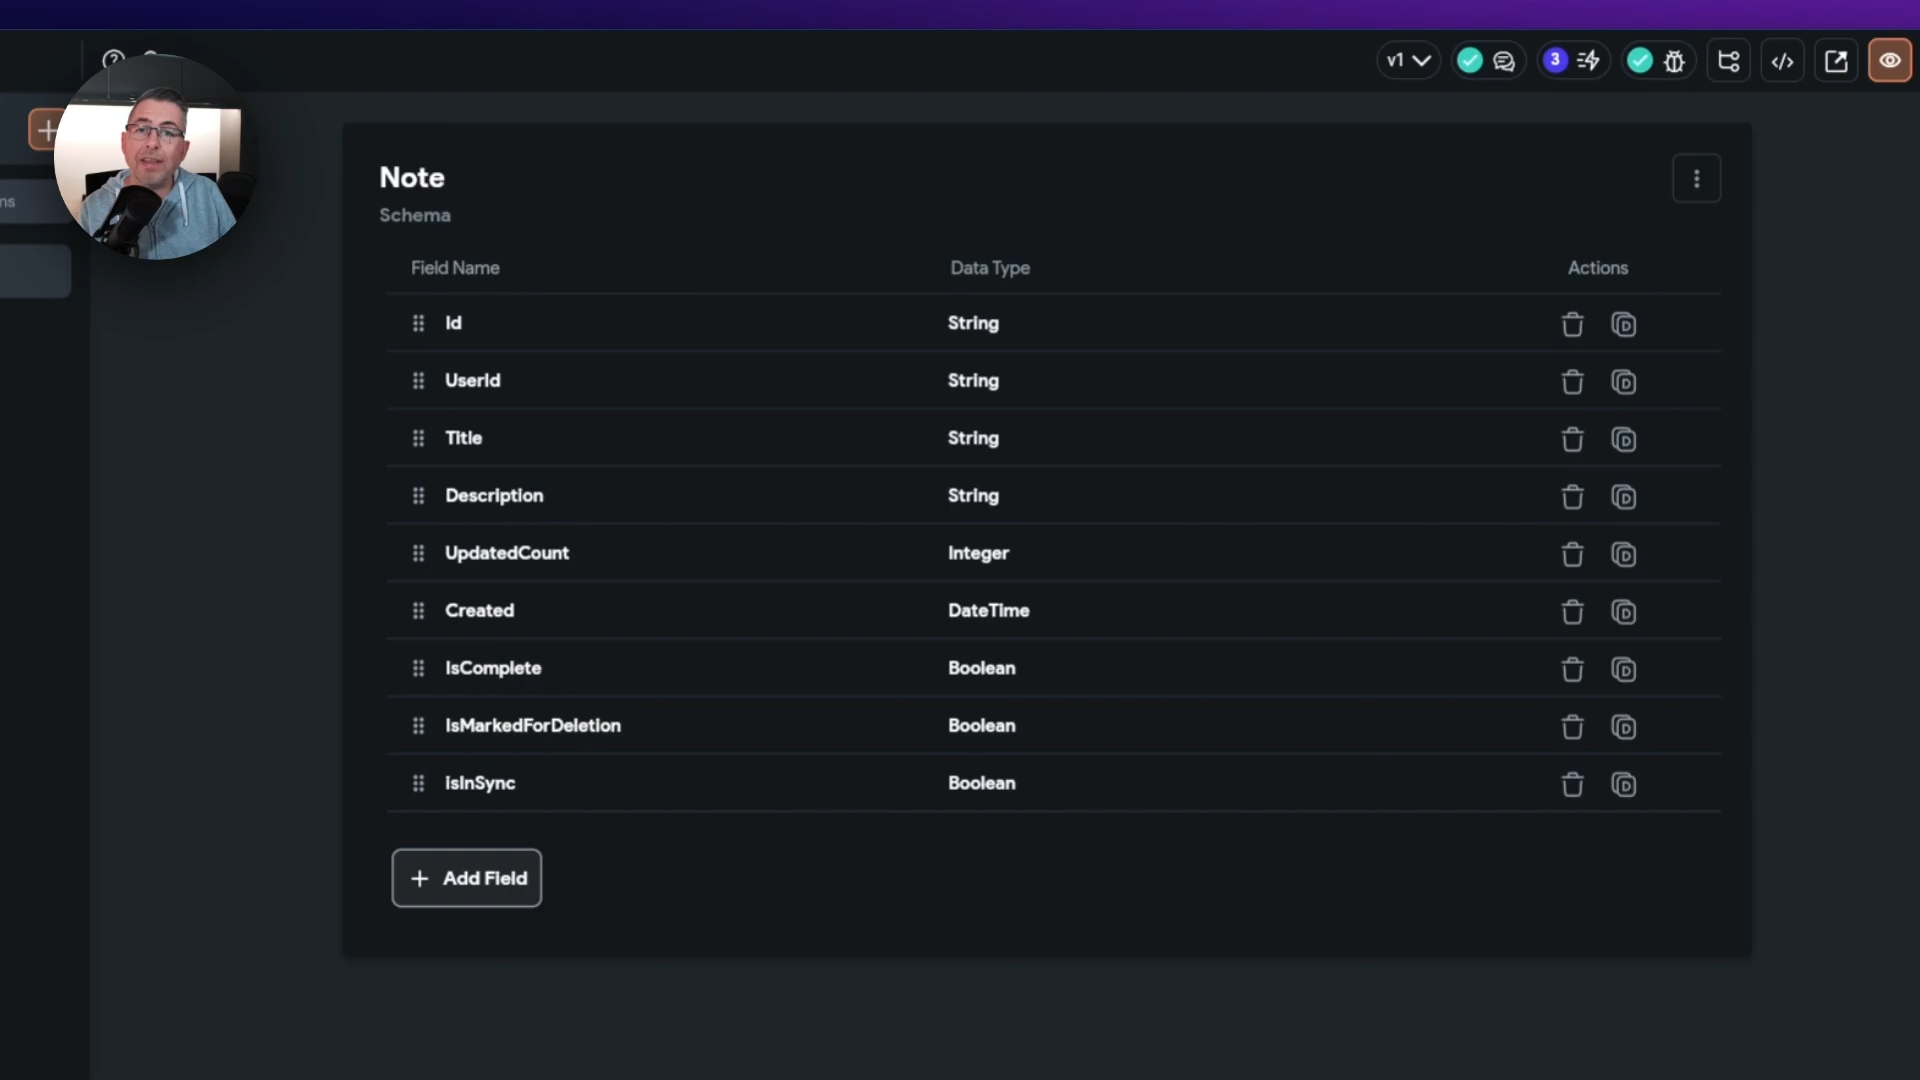 v1
3
ns
Note
Schema
Field Name Data Type Actions
Id String
UserId String
Title String
Description String
UpdatedCount Integer
Created DateTime
IsComplete Boolean
IsMarkedForDeletion Boolean
isInSync Boolean
+ Add Field